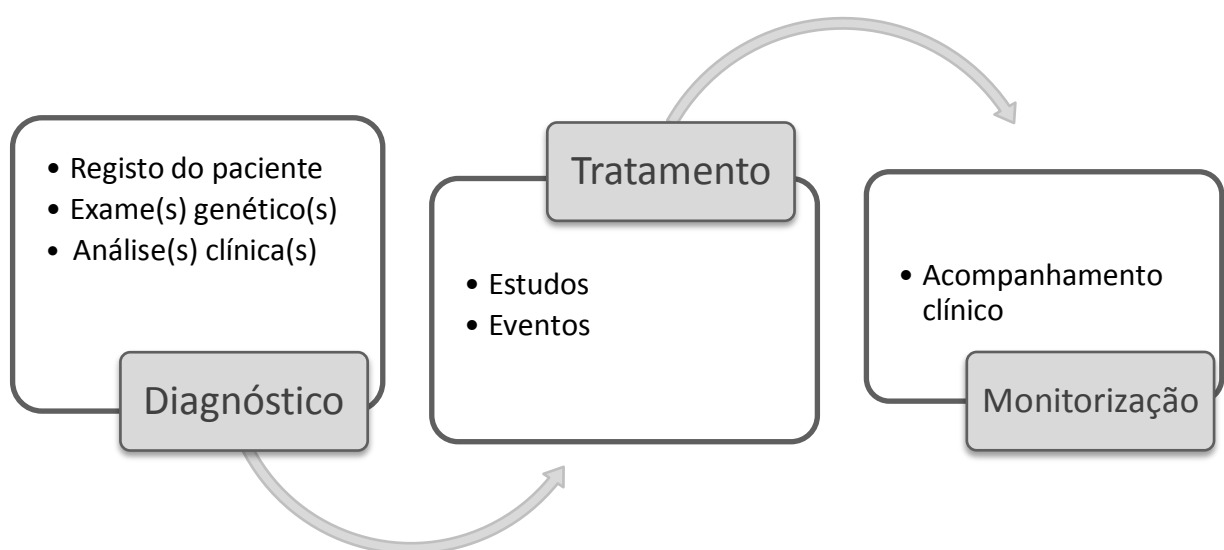 • Registo do paciente
• Exame(s) genético(s)
• Análise(s) clínica(s)
Diagnóstico
Tratamento
• Estudos
• Eventos
• Acompanhamento
clínico
Monitorização